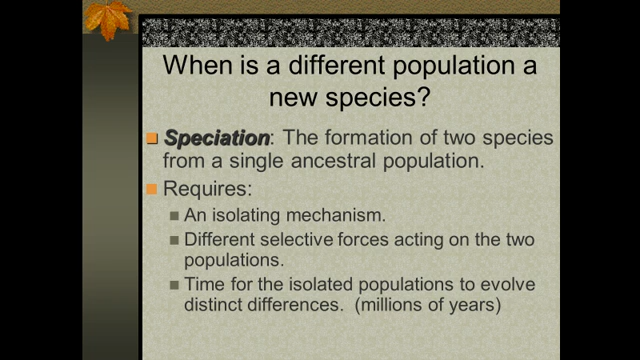 When is a different population a
new species?
Speciation: The formation of two species
from a single ancestral population.
Requires:
An isolating mechanism.
Different selective forces acting on the two
populations.
Time for the isolated populations to evolve
distinct differences. (millions of years)